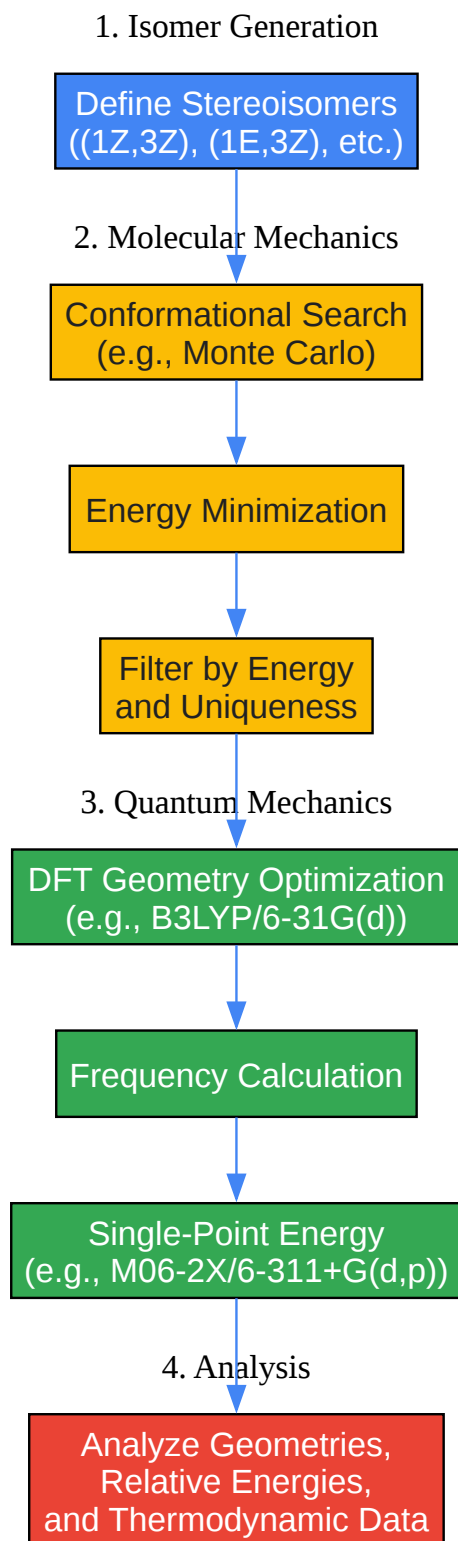 1. Isomer Generation
Define Stereoisomers
((1Z,3Z), (1E,3Z), etc.)
2. Molecular Mechanics
Conformational Search
(e.g., Monte Carlo)
Energy Minimization
Filter by Energy
and Uniqueness
3. Quantum Mechanics
DFT Geometry Optimization
(e.g., B3LYP/6-31G(d))
Frequency Calculation
Single-Point Energy
(e.g., M06-2X/6-311+G(d,p))
4. Analysis
Analyze Geometries,
Relative Energies,
and Thermodynamic Data